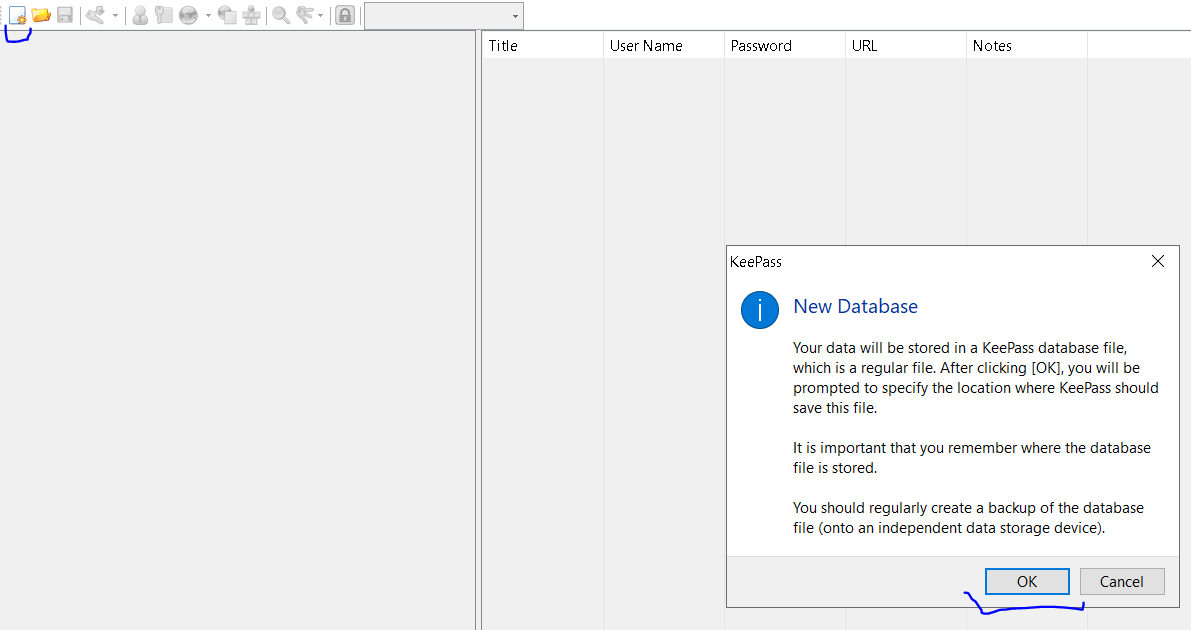 Title User Name Password URL Notes
KeePass
New Database
Your data will be stored in a KeePass database file,
which is a regular file. After clicking [OK], you will be
prompted to specify the location where KeePass should
save this file.
It is important that you remember where the database
file is stored.
You should regularly create a backup of the database
file (onto an independent data storage device).
OK Cancel